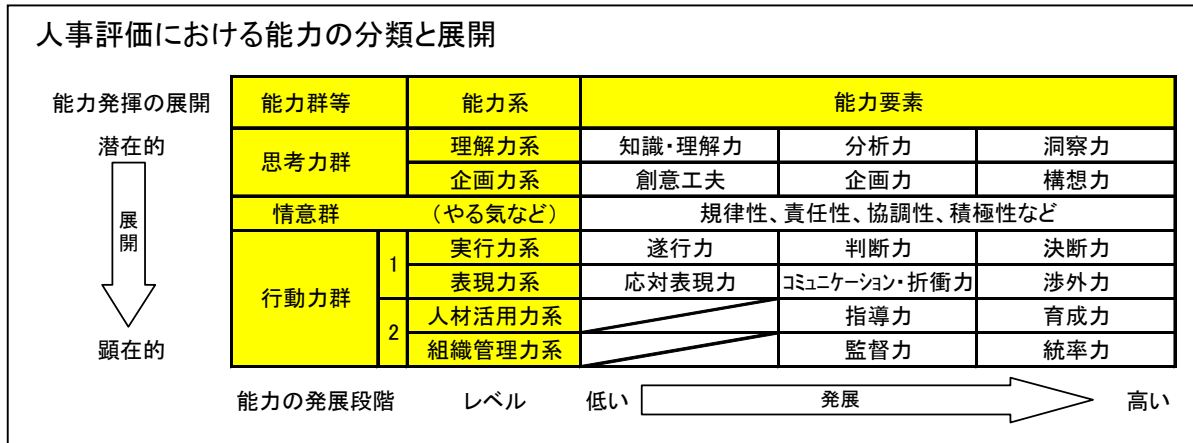 人事評価における能力の分類と展開
能力発揮の展開 能力群等 能力系 能力要素
潜在的 思考力群 理解力系 知識・理解力 分析力 洞察力
企画力系 創意工夫 企画力 構想力
情意群 (やる気など) 規律性、責任性、協調性、積極性など
展開 行動力群 1 実行力系 遂行力 判断力 決断力
表現力系 応対表現力 コミュニケーション・折衝力 渉外力
2 人材活用力系 指導力 育成力
顕在的 組織管理力系 監督力 統率力
能力の発展段階 レベル 低い 発展 高い